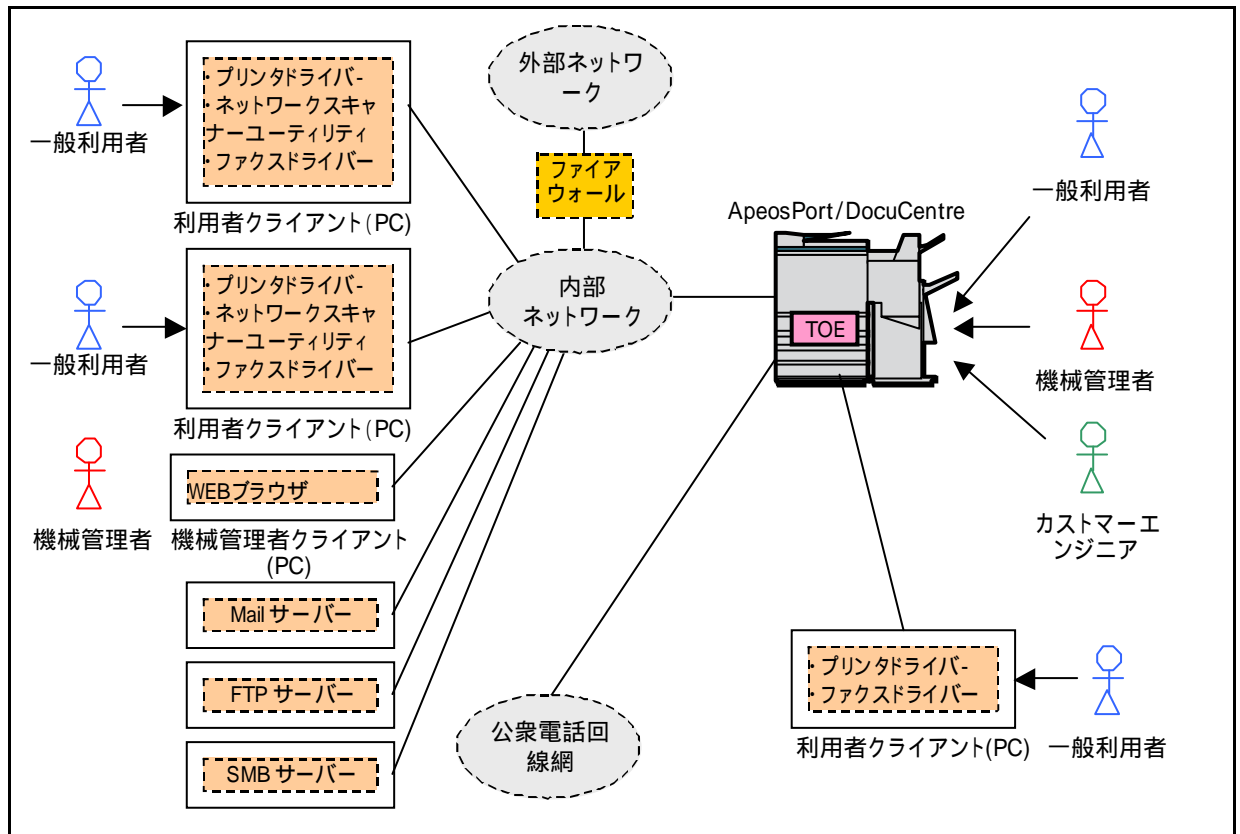 一般利用者
・プリンタドライバ-
・ネットワークスキャ
ナーユーティリティ
・ファクスドライバー
利用者クライアント(PC)
外部ネットワ
ーク
ファイア
ウォール
内部
ネットワーク
一般利用者
・プリンタドライバ-
・ネットワークスキャ
ナーユーティリティ
・ファクスドライバー
利用者クライアント(PC)
機械管理者
WEBブラウザ
機械管理者クライアント
(PC)
Mail サーバー
FTP サーバー
SMB サーバー
公衆電話回
線網
ApeosPort/DocuCentre
TOE
一般利用者
機械管理者
カストマーエ
ンジニア
・プリンタドライバ-
・ファクスドライバー
利用者クライアント(PC)
一般利用者